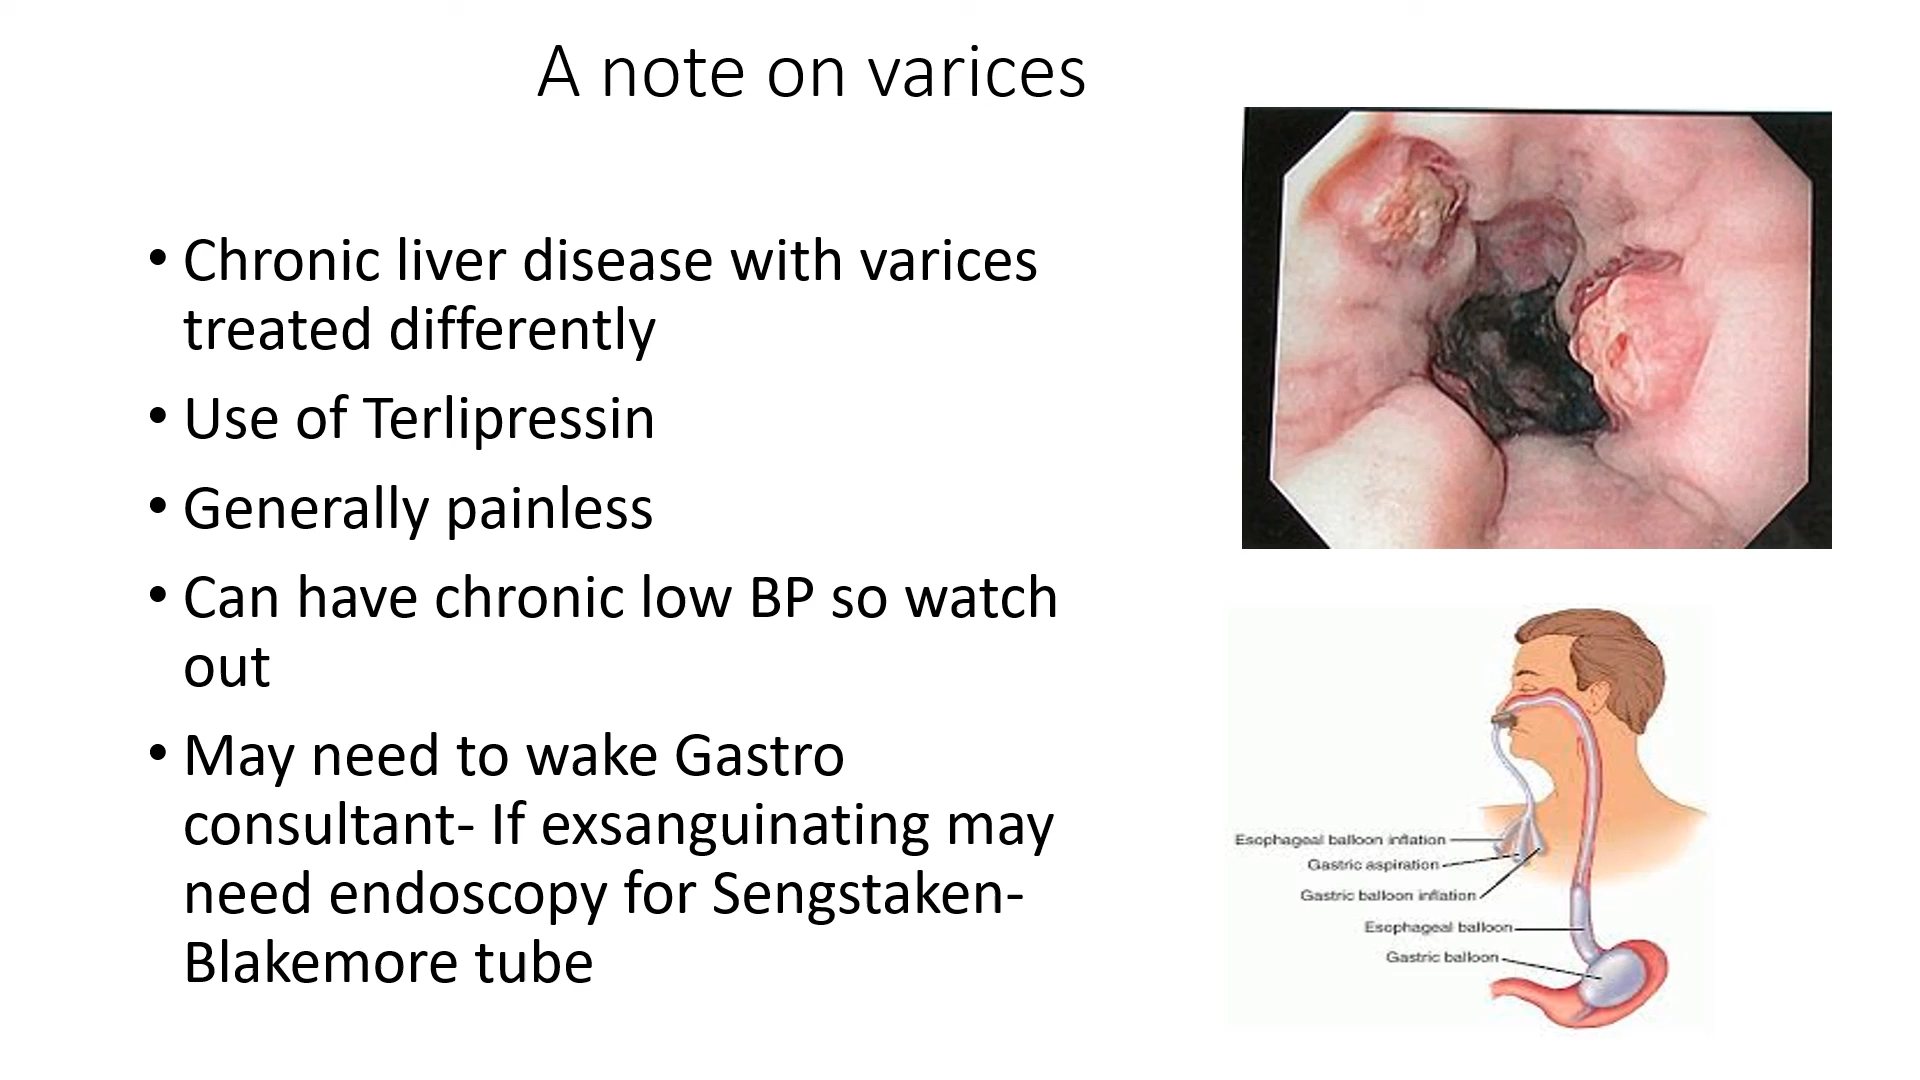 A note on varices
• Chronic liver disease with varices
treated differently
• Use of Terlipressin
• Generally painless
• Can have chronic low BP so watch
out
• May need to wake Gastro
consultant- If exsanguinating may
need endoscopy for Sengstaken-
Blakemore tube
Esophageal balloon inflation
Gastric aspiration
Gastric balloon inflation
Esophageal balloon
Gastric balloon